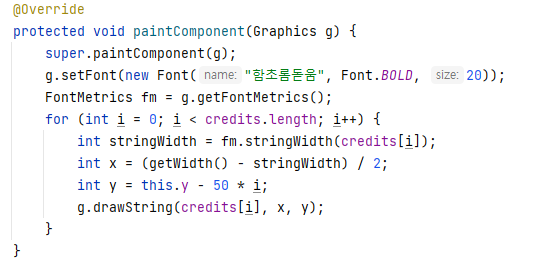 @Override
protected void paintComponent(Graphics g) {
super.paintComponent(g);
g.setFont(new Font( name: "함초롬돋움", Font.BOLD, size: 20));
FontMetrics fm = g.getFontMetrics();
for (int i = 0; i < credits.length; i++) {
int stringWidth = fm.stringWidth(credits[i]);
int x = (getWidth() - stringWidth) / 2;
int y = this.y - 50 * i;
g.drawString(credits[i], x, y);
}
}